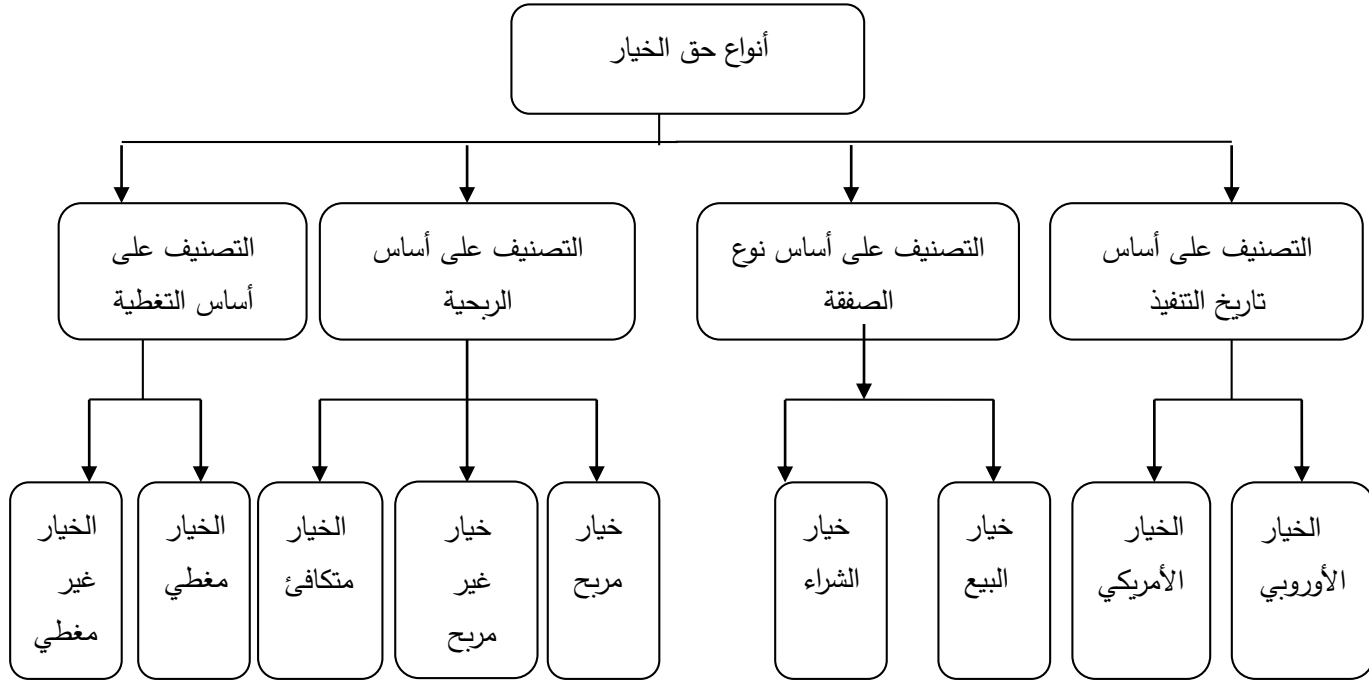 أنواع حق الخيار
التصنيف على أساس
تاريخ التنفيذ
التصنيف على أساس نوع
الصفقة
التصنيف على أساس
الربحية
التصنيف على
أساس التغطية
الخيار
الأوروبي
الخيار
الأمريكي
خيار
البيع
خيار
الشراء
خيار
مربح
خيار
غير
مربح
الخيار
متكافئ
الخيار
مغطي
الخيار
غير
مغطي